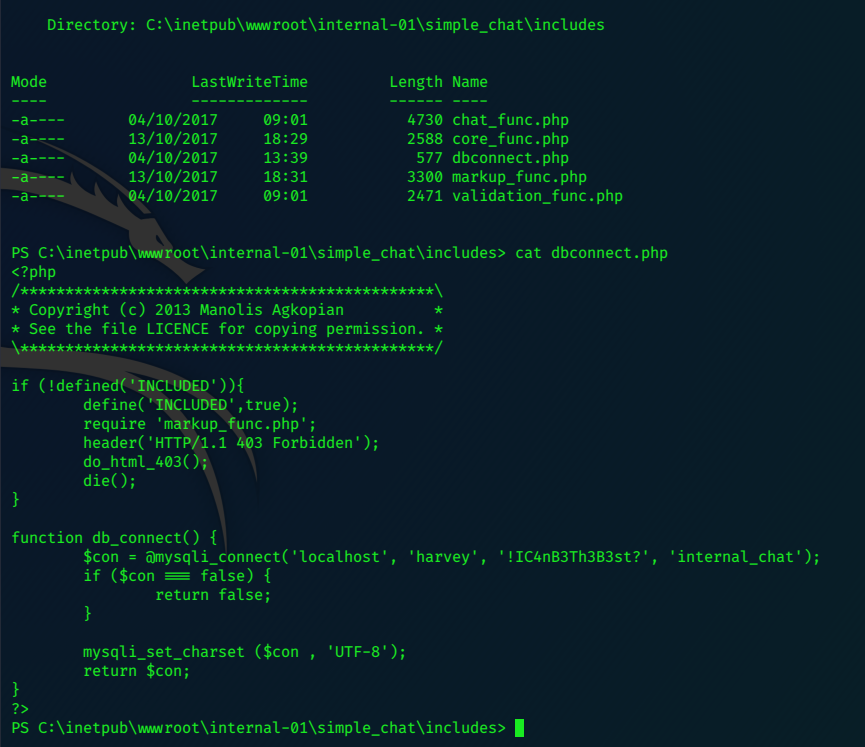 Directory: C:\inetpub\wwwroot\internal-01\simple_chat\includes
Mode                LastWriteTime         Length Name
----                -------------         ------ ----
-a----       04/10/2017     09:01           4730 chat_func.php
-a----       13/10/2017     18:29           2588 core_func.php
-a----       04/10/2017     13:39            577 dbconnect.php
-a----       13/10/2017     18:31           3300 markup_func.php
-a----       04/10/2017     09:01           2471 validation_func.php
PS C:\inetpub\wwwroot\internal-01\simple_chat\includes> cat dbconnect.php
<?php
/**********************************************\
* Copyright (c) 2013 Manolis Agkopian          *
* See the file LICENCE for copying permission. *
\**********************************************/
if (!defined('INCLUDED')){
        define('INCLUDED',true);
        require 'markup_func.php';
        header('HTTP/1.1 403 Forbidden');
        do_html_403();
        die();
}
function db_connect() {
        $con = @mysqli_connect('localhost', 'harvey', '!IC4nB3Th3B3st?', 'internal_chat');
        if ($con === false) {
                return false;
        }
        mysqli_set_charset ($con , 'UTF-8');
        return $con;
}
?>
PS C:\inetpub\wwwroot\internal-01\simple_chat\includes>